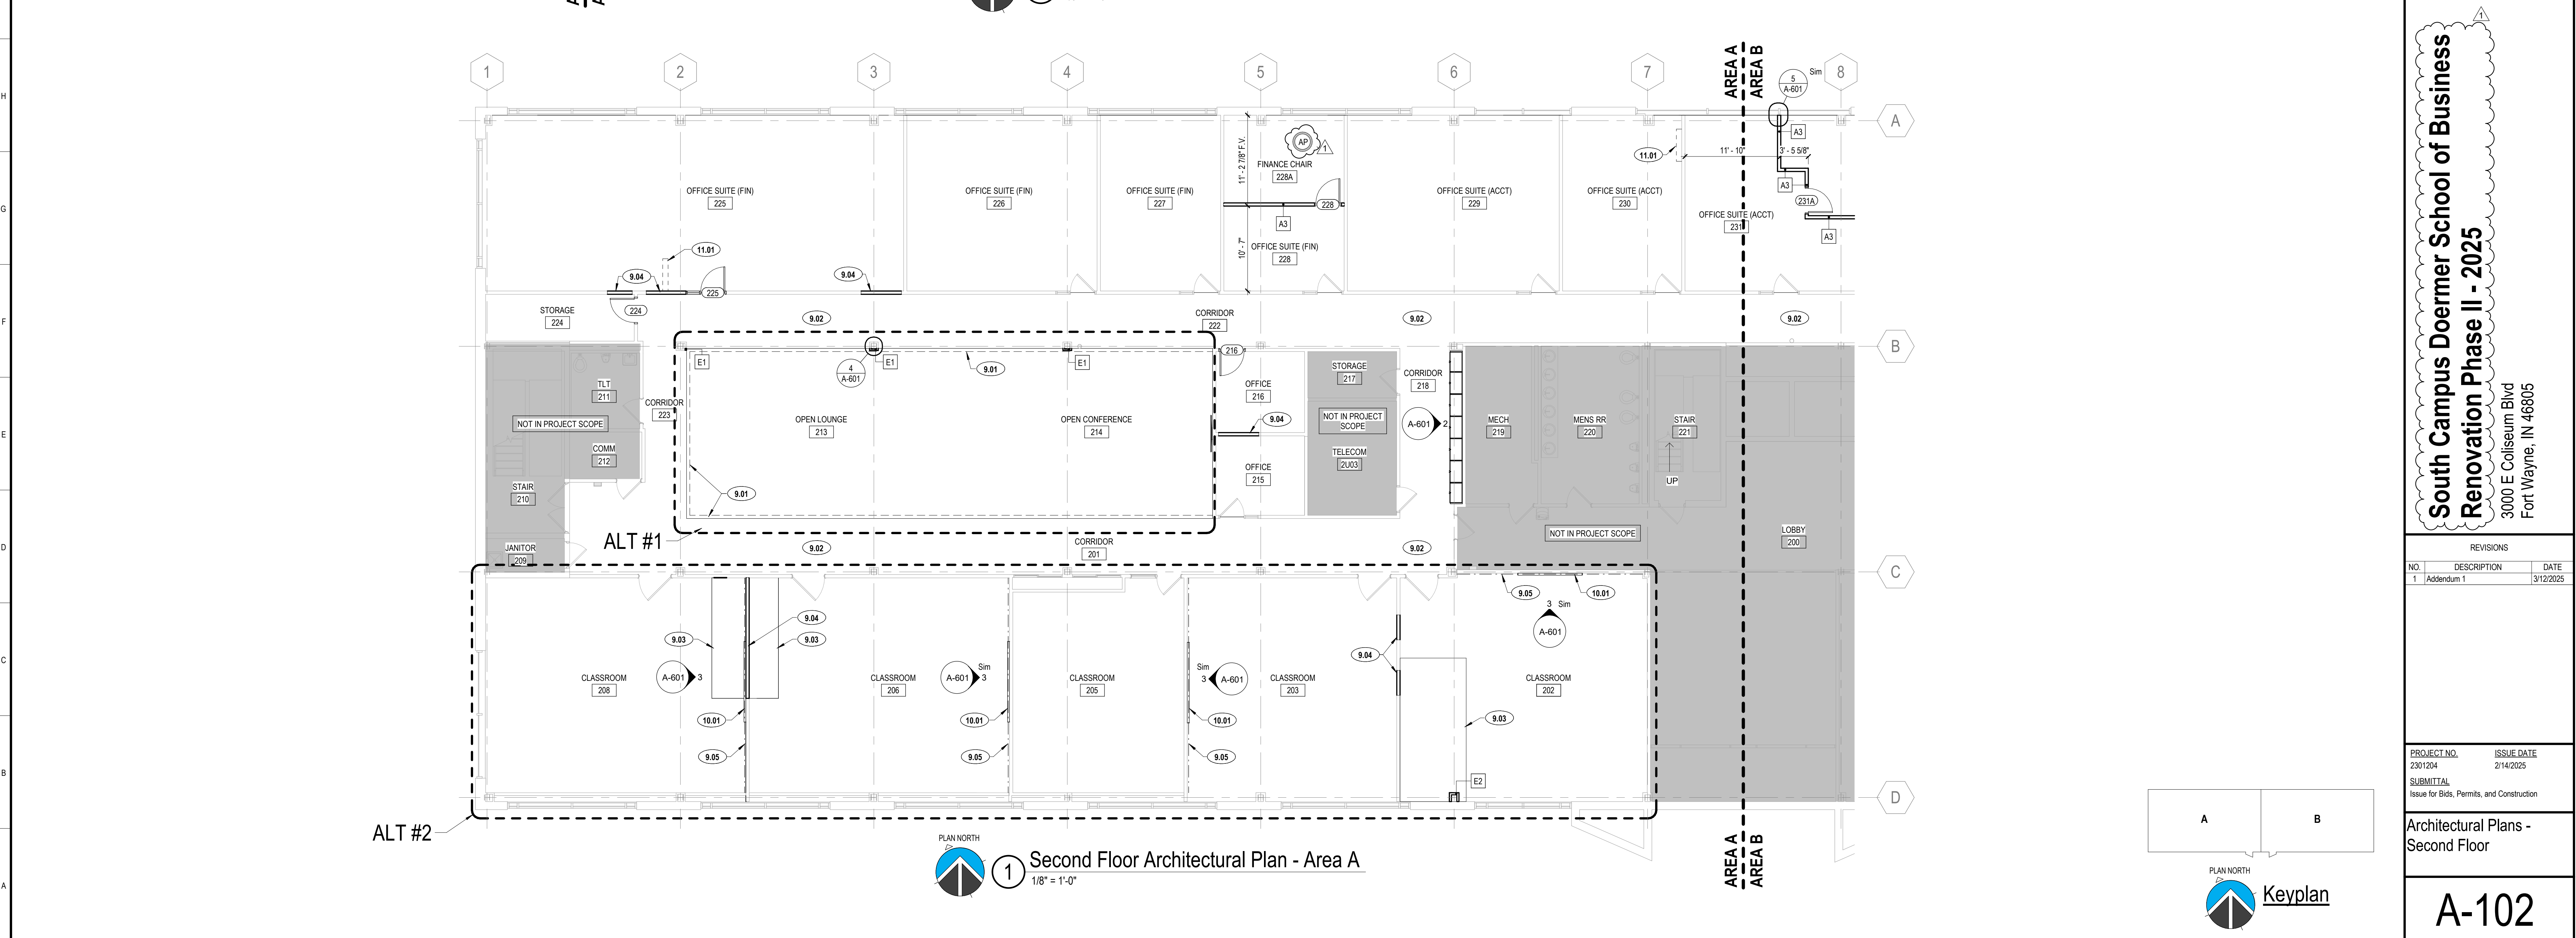 1
2
3
4
5
6
7
8
AREA A
AREA B
5
A-601
Sim
A
A3
11.01
11' - 10"
3' - 5 5/8"
A3
231A
A3
11' - 2 7/8" F.V.
AP
1
FINANCE CHAIR
228A
228
A3
10' - 7"
OFFICE SUITE (FIN)
228
OFFICE SUITE (FIN)
225
OFFICE SUITE (FIN)
226
OFFICE SUITE (FIN)
227
OFFICE SUITE (ACCT)
229
OFFICE SUITE (ACCT)
230
OFFICE SUITE (ACCT)
231
11.01
9.04
9.04
225
STORAGE
224
224
9.02
CORRIDOR
222
9.02
9.02
B
E1
4
A-601
E1
9.01
E1
216
TLT
211
CORRIDOR
223
NOT IN PROJECT SCOPE
COMM
212
STAIR
210
JANITOR
209
OPEN LOUNGE
213
OPEN CONFERENCE
214
9.01
OFFICE
216
9.04
OFFICE
215
STORAGE
217
NOT IN PROJECT
SCOPE
TELECOM
2U03
CORRIDOR
218
A-601
2
MECH
219
MENS RR
220
STAIR
221
UP
NOT IN PROJECT SCOPE
LOBBY
200
ALT #1
9.02
CORRIDOR
201
9.02
C
9.05
10.01
3 Sim
A-601
9.03
9.04
9.03
9.04
CLASSROOM
208
A-601
3
CLASSROOM
206
A-601
Sim
3
CLASSROOM
205
Sim
3
A-601
CLASSROOM
203
CLASSROOM
202
10.01
10.01
10.01
9.03
9.05
9.05
9.05
E2
D
ALT #2
PLAN NORTH
1
Second Floor Architectural Plan - Area A
1/8" = 1'-0"
AREA A
AREA B
A
B
PLAN NORTH
Keyplan
H
G
F
E
D
C
B
A
1
South Campus Doermer School of Business
Renovation Phase II - 2025
3000 E Coliseum Blvd
Fort Wayne, IN 46805
REVISIONS
NO. DESCRIPTION DATE
1 Addendum 1 3/12/2025
PROJECT NO. ISSUE DATE
2301204 2/14/2025
SUBMITTAL
Issue for Bids, Permits, and Construction
Architectural Plans -
Second Floor
A-102